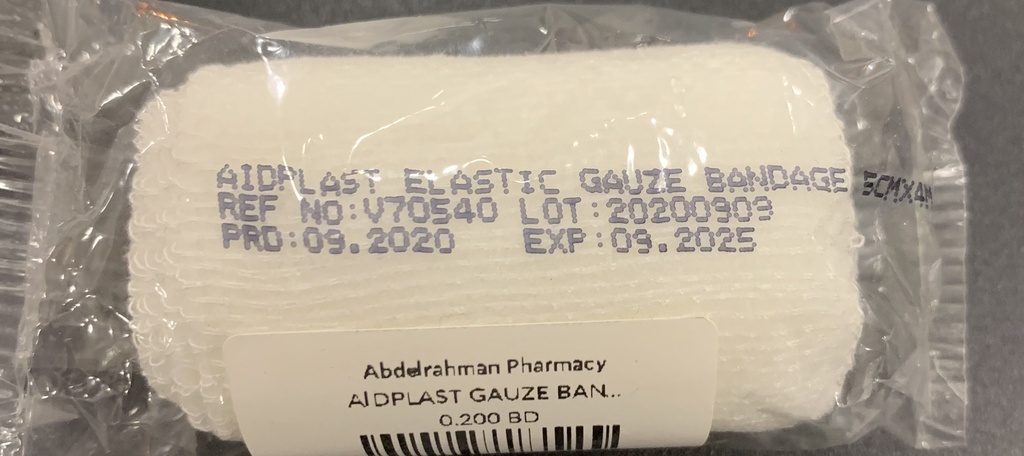 AIDPLAST ELASTIC GAUZE BANDAGE 5CMX4M
REF NO:V70540 LOT:20200909
PRO:09.2020 EXP:09.2025
Abdelrahman Pharmacy
AIDPLAST GAUZE BAN...
0.200 BD